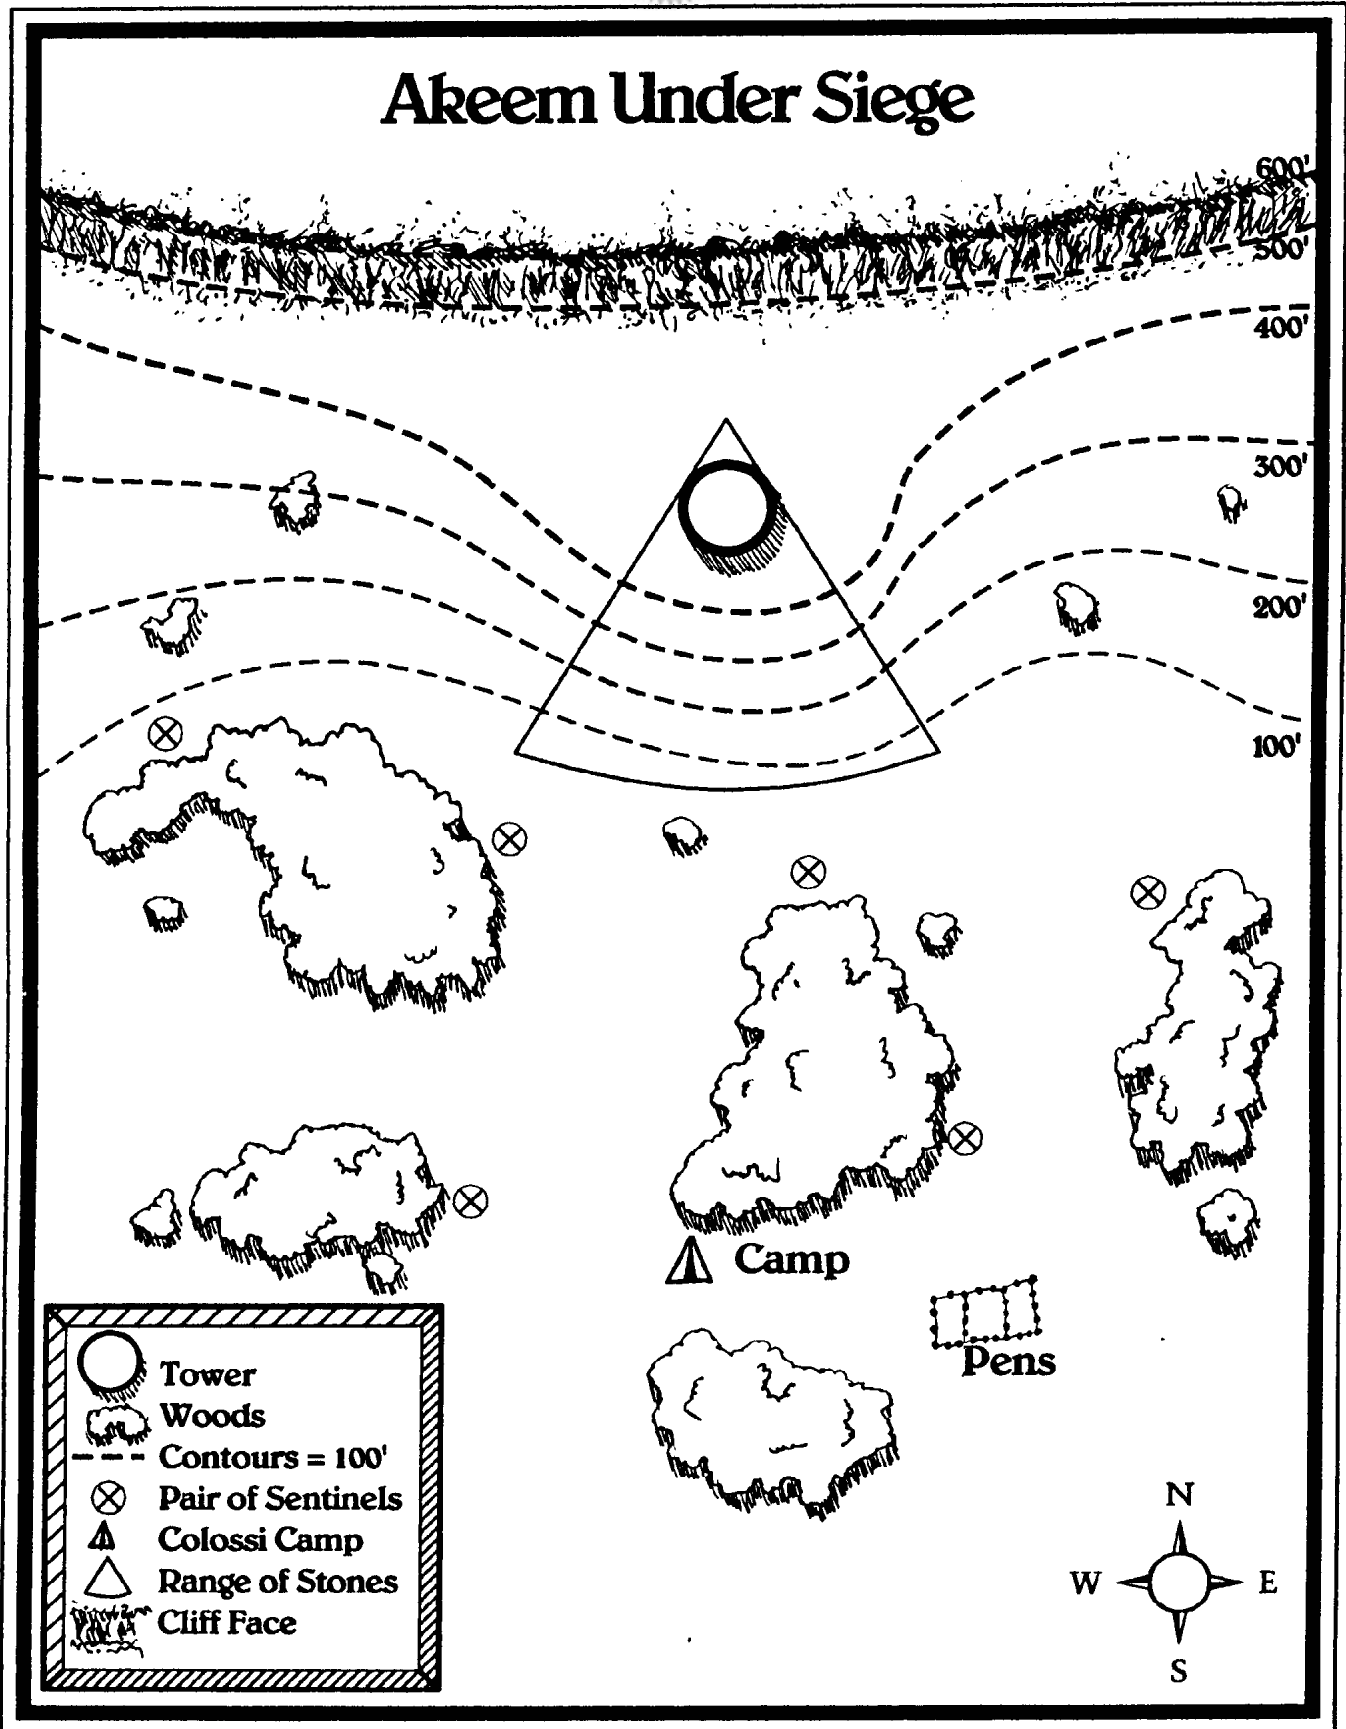 Akeem Under Siege
600'
500'
400'
300'
200'
100'
Camp
Pens
Tower
Woods
Contours = 100'
Pair of Sentinels
Colossi Camp
Range of Stones
Cliff Face
N
W E
S